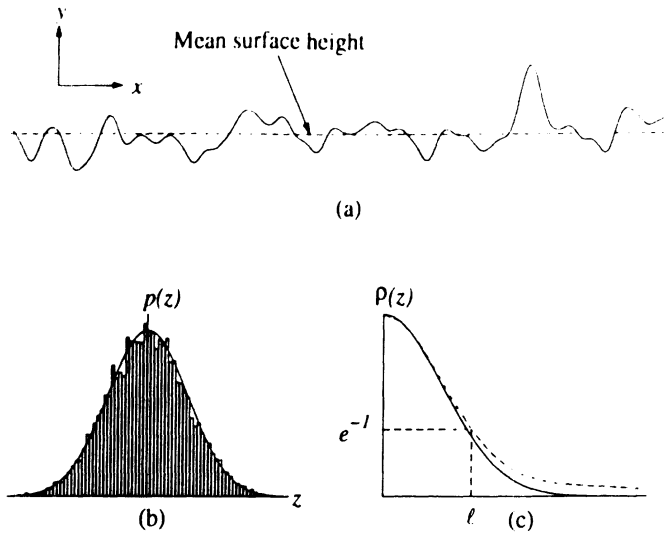 y
x
Mean surface height
(a)
p(z)
z
(b)
ρ(z)
e⁻¹
ℓ
(c)